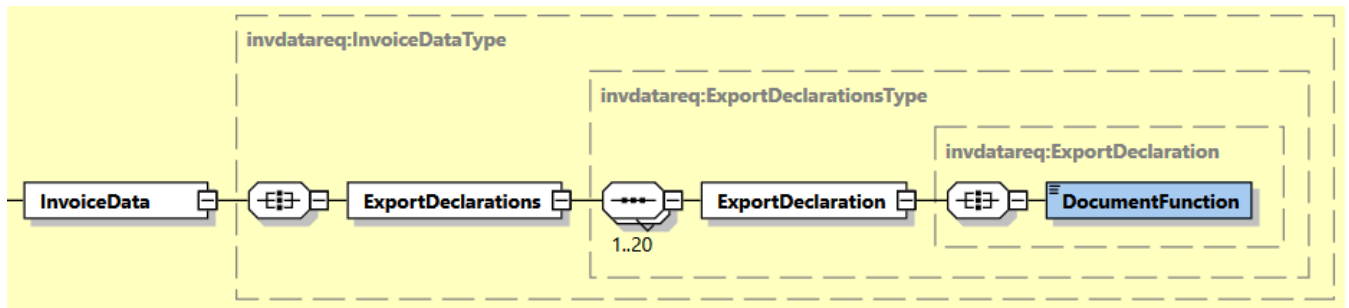 invdatareq:InvoiceDataType
invdatareq:ExportDeclarationsType
invdatareq:ExportDeclaration
InvoiceData
ExportDeclarations
ExportDeclaration
DocumentFunction
1..20